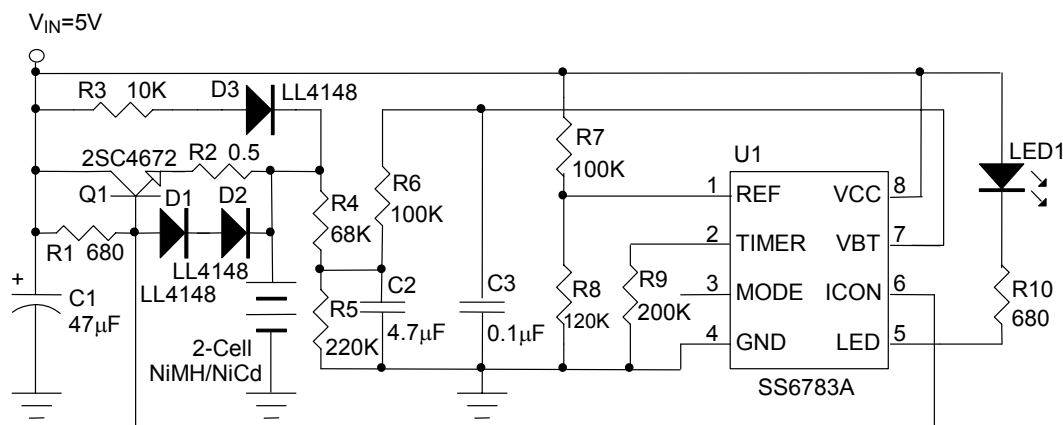 VIN=5V
R3 10K D3 LL4148
2SC4672 R2 0.5
Q1 D1 D2
R1 680 LL4148
LL4148
+
C1
47μF
2-Cell
NiMH/NiCd
R4
68K
R5
220K
R6
100K
C2
4.7μF
C3
0.1μF
R7
100K
R8
120K
R9
200K
U1
1 REF VCC 8
2 TIMER VBT 7
3 MODE ICON 6
4 GND LED 5
SS6783A
LED1
R10
680